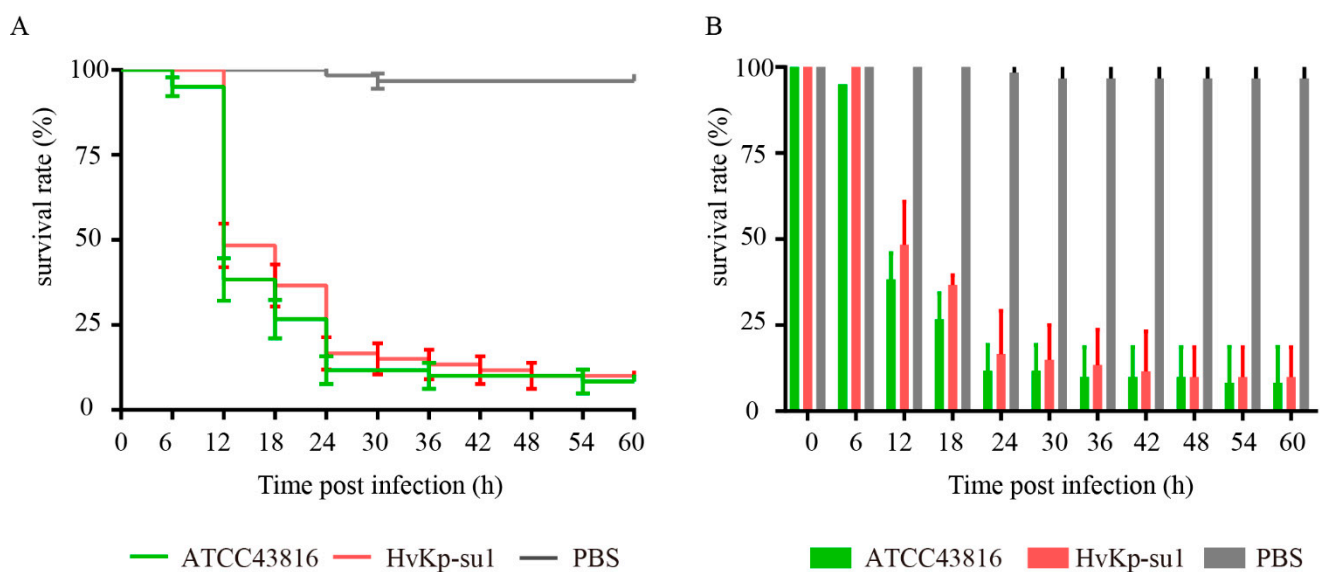 A
B
survival rate (%)
100
75
50
25
0
0 6 12 18 24 30 36 42 48 54 60
Time post infection (h)
ATCC43816 HvKp-su1 PBS
survival rate (%)
100
75
50
25
0
0 6 12 18 24 30 36 42 48 54 60
Time post infection (h)
ATCC43816 HvKp-su1 PBS